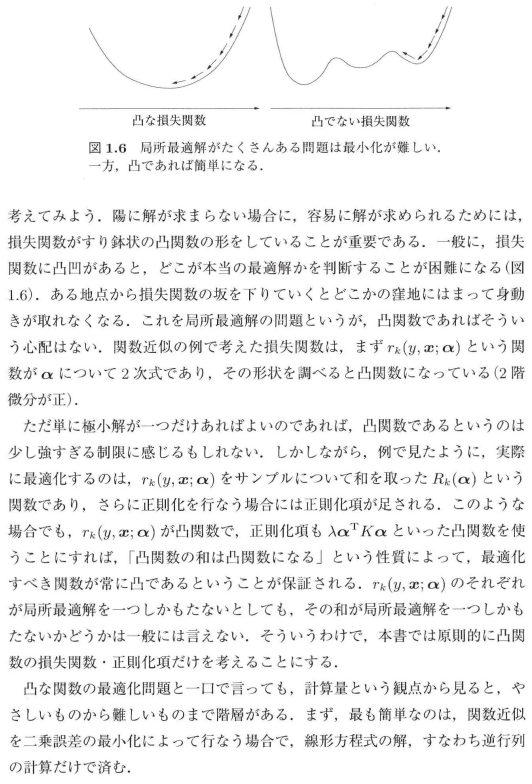 凸な損失関数
凸でない損失関数
図 1.6 局所最適解がたくさんある問題は最小化が難しい.
一方，凸であれば簡単になる.
考えてみよう．陽に解が求まらない場合に，容易に解が求められるためには，
損失関数がすり鉢状の凸関数の形をしていることが重要である．一般に，損失
関数に凸凹があると，どこが本当の最適解かを判断することが困難になる(図
1.6)．ある地点から損失関数の坂を下りていくとどこかの窪地にはまって身動
きが取れなくなる．これを局所最適解の問題というが，凸関数であればそうい
う心配はない．関数近似の例で考えた損失関数は，まず r_k(y, x; α) という関
数が α について 2 次式であり，その形状を調べると凸関数になっている(2 階
微分が正)．
ただ単に極小解が一つだけあればよいのであれば，凸関数であるというのは
少し強すぎる制限に感じるもしれない．しかしながら，例で見たように，実際
に最適化するのは，r_k(y, x; α) をサンプルについて和を取った R_k(α) という
関数であり，さらに正則化を行なう場合には正則化項が足される．このような
場合でも，r_k(y, x; α) が凸関数で，正則化項も λα^T Kα といった凸関数を使
うことにすれば，「凸関数の和は凸関数になる」という性質によって，最適化
すべき関数が常に凸であるということが保証される．r_k(y, x; α) のそれぞれ
が局所最適解を一つしかもたないとしても，その和が局所最適解を一つしかも
たないかどうかは一般には言えない．そういうわけで，本書では原則的に凸関
数の損失関数・正則化項だけを考えることにする．
凸な関数の最適化問題と一口で言っても，計算量という観点から見ると，や
さしいものから難しいものまで階層がある．まず，最も簡単なのは，関数近似
を二乗誤差の最小化によって行なう場合で，線形方程式の解，すなわち逆行列
の計算だけで済む．